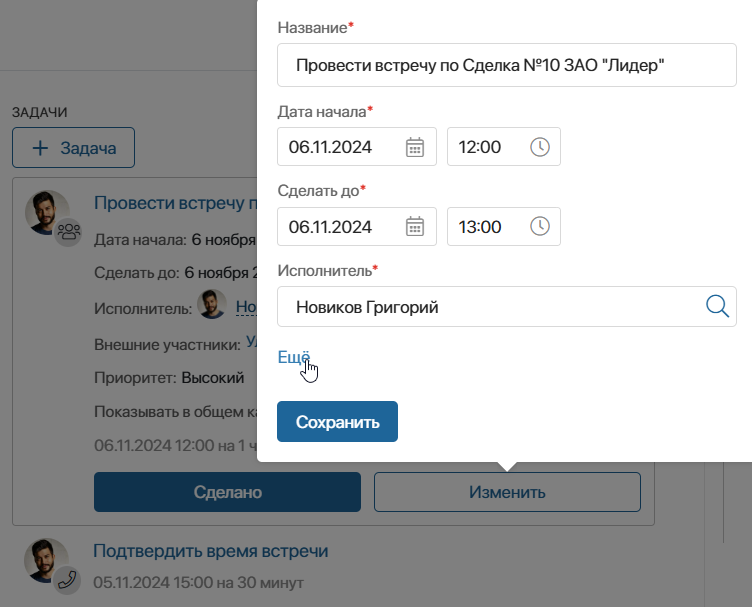 Название*
Провести встречу по Сделка №10 ЗАО "Лидер"
Дата начала*
06.11.2024 12:00
Сделать до*
06.11.2024 13:00
Исполнитель*
Новиков Григорий
Ещё
Сохранить
ЗАДАЧИ
+ Задача
Провести встречу
Дата начала: 6 ноября
Сделать до: 6 ноября
Исполнитель:
Внешние участники:
Приоритет: Высокий
Показывать в общем
06.11.2024 12:00 на 1
Сделано Изменить
Подтвердить время встречи
05.11.2024 15:00 на 30 минут